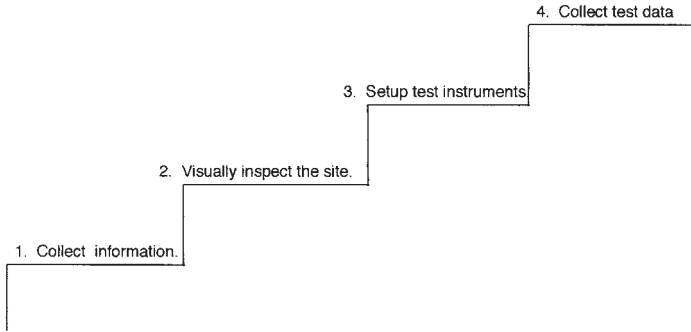 4. Collect test data
3. Setup test instruments
2. Visually inspect the site.
1. Collect information.